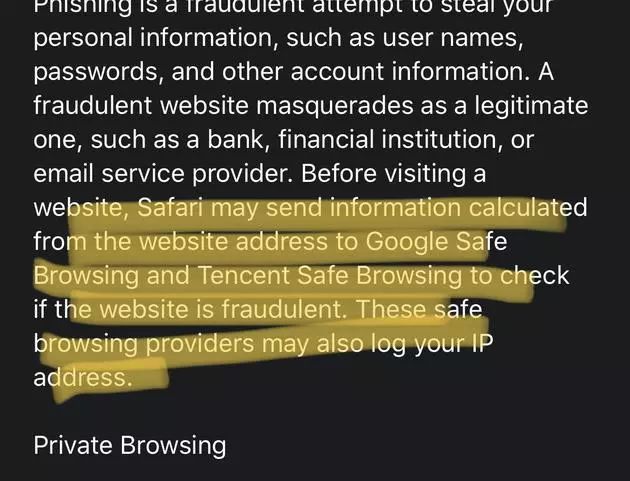 Phishing is a fraudulent attempt to steal your
personal information, such as user names,
passwords, and other account information. A
fraudulent website masquerades as a legitimate
one, such as a bank, financial institution, or
email service provider. Before visiting a
website, Safari may send information calculated
from the website address to Google Safe
Browsing and Tencent Safe Browsing to check
if the website is fraudulent. These safe
browsing providers may also log your IP
address.
Private Browsing